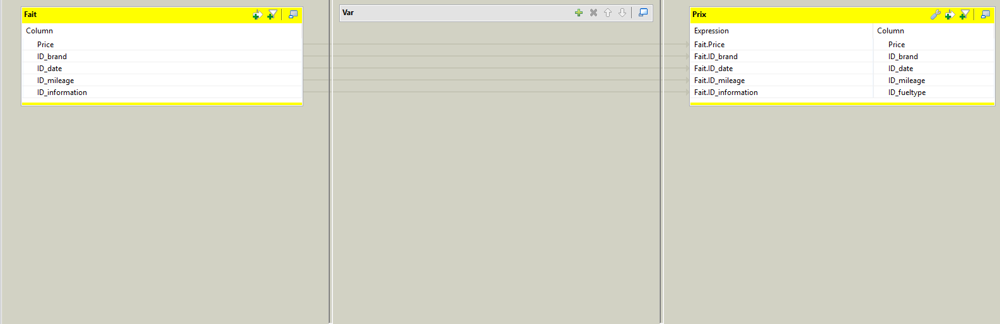 Fait
Column
Price
ID_brand
ID_date
ID_mileage
ID_information
Var
Prix
Expression Column
Fait.Price Price
Fait.ID_brand ID_brand
Fait.ID_date ID_date
Fait.ID_mileage ID_mileage
Fait.ID_information ID_fueltype